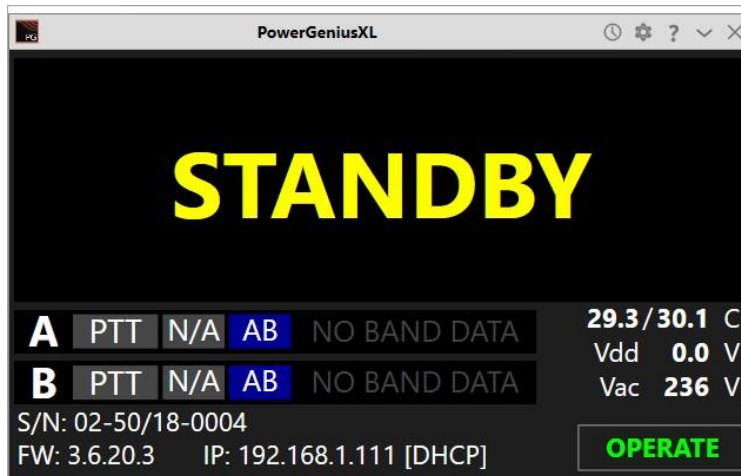 PG PowerGeniusXL ?
STANDBY
A PTT N/A AB NO BAND DATA
29.3/30.1 C
B PTT N/A AB NO BAND DATA
Vdd 0.0 V
Vac 236 V
S/N: 02-50/18-0004
FW: 3.6.20.3 IP: 192.168.1.111 [DHCP]
OPERATE